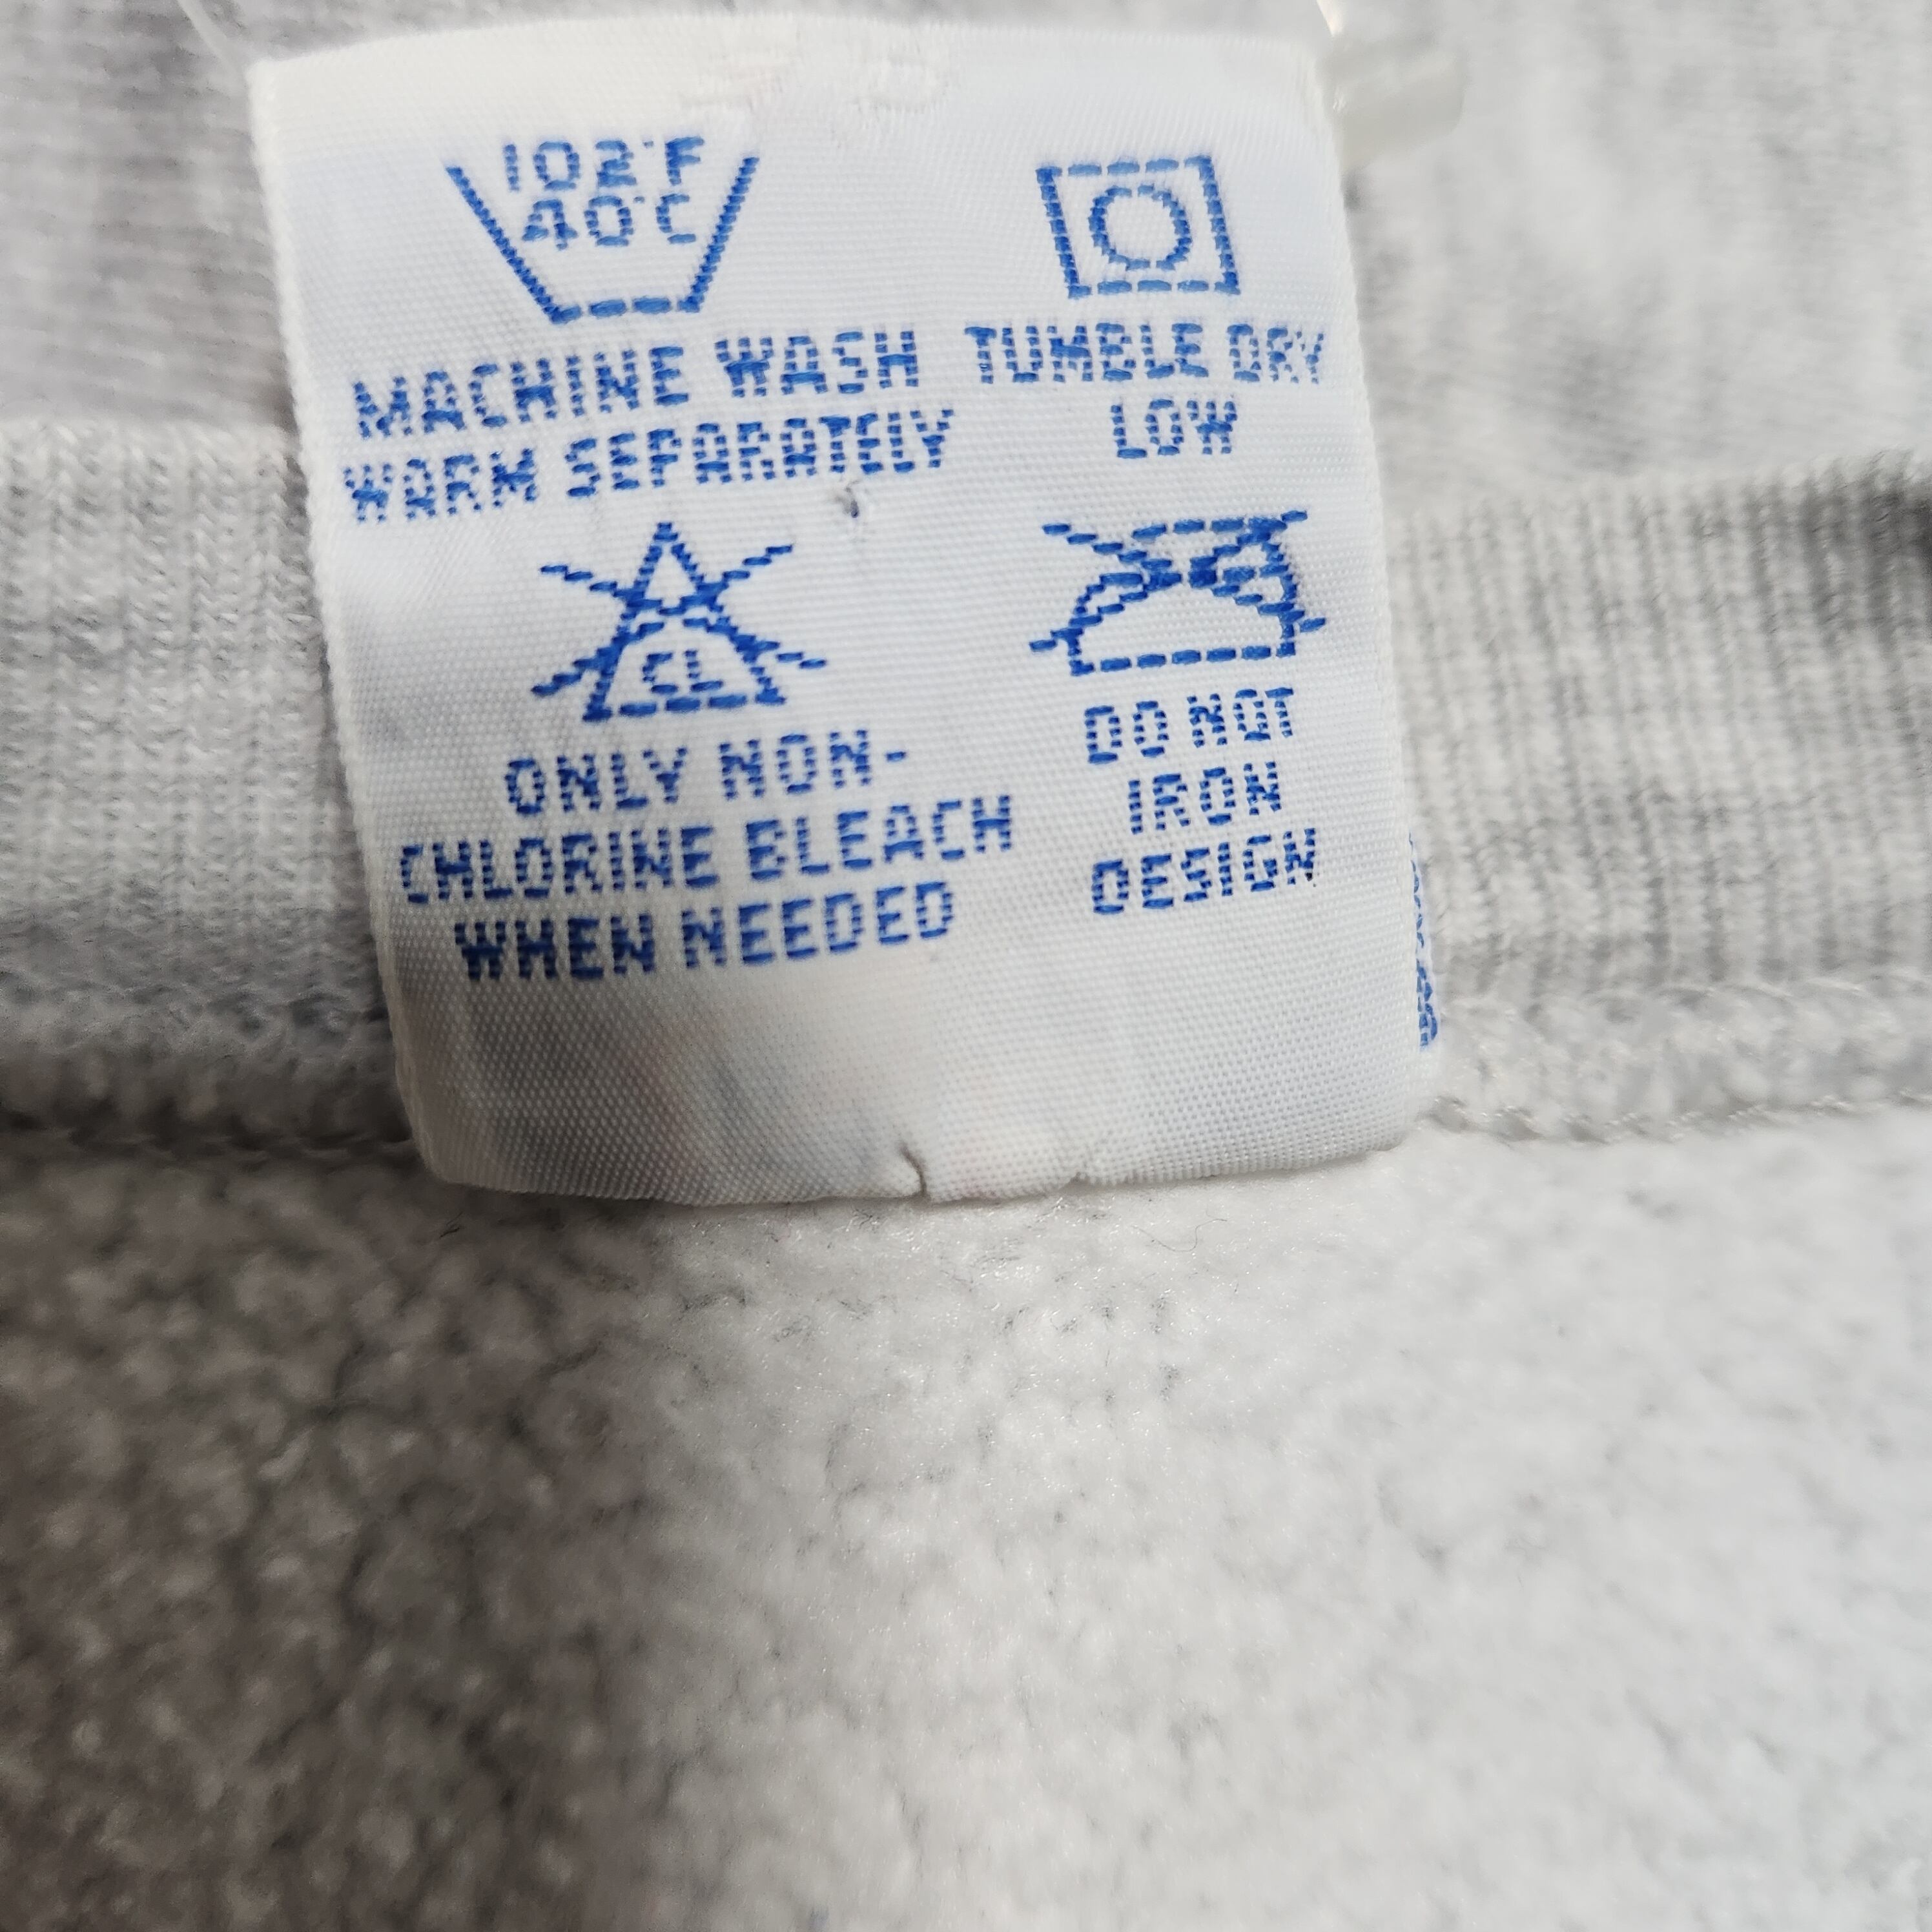 102°F
40°C
MACHINE WASH
WARM SEPARATELY
TUMBLE DRY
LOW
CL
ONLY NON-
CHLORINE BLEACH
WHEN NEEDED
DO NOT
IRON
DESIGN